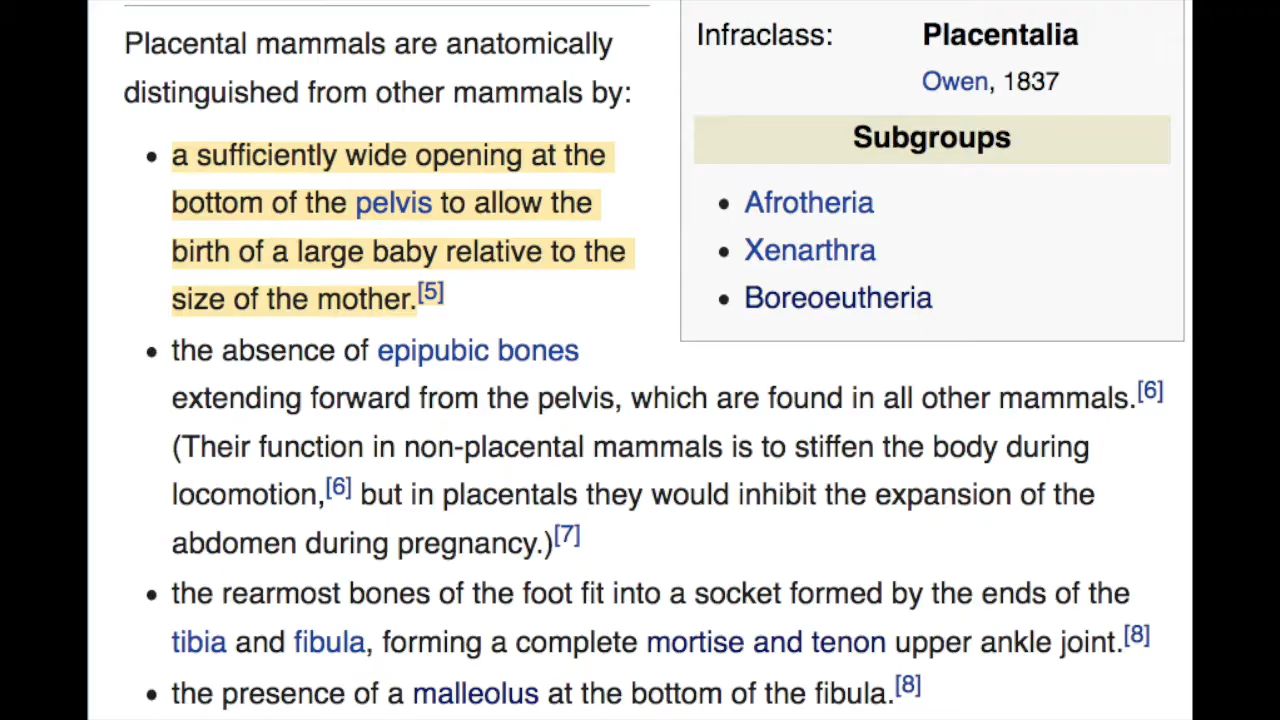 Placental mammals are anatomically
distinguished from other mammals by:
• a sufficiently wide opening at the
bottom of the pelvis to allow the
birth of a large baby relative to the
size of the mother.[5]
• the absence of epipubic bones
extending forward from the pelvis, which are found in all other mammals.[6]
(Their function in non-placental mammals is to stiffen the body during
locomotion,[6] but in placentals they would inhibit the expansion of the
abdomen during pregnancy.)[7]
• the rearmost bones of the foot fit into a socket formed by the ends of the
tibia and fibula, forming a complete mortise and tenon upper ankle joint.[8]
• the presence of a malleolus at the bottom of the fibula.[8]
Infraclass: Placentalia
Owen, 1837
Subgroups
• Afrotheria
• Xenarthra
• Boreoeutheria